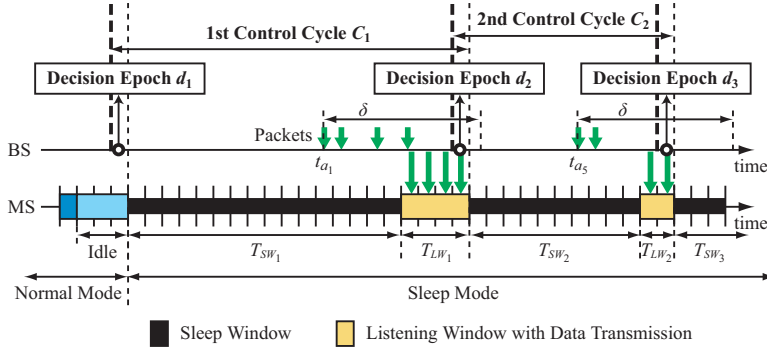 1st Control Cycle C1
2nd Control Cycle C2
Decision Epoch d1
Decision Epoch d2
Decision Epoch d3
δ
δ
Packets
BS
ta1
ta5
time
MS
time
Idle
TSW1
TLW1
TSW2
TLW2
TSW3
Normal Mode
Sleep Mode
Sleep Window
Listening Window with Data Transmission